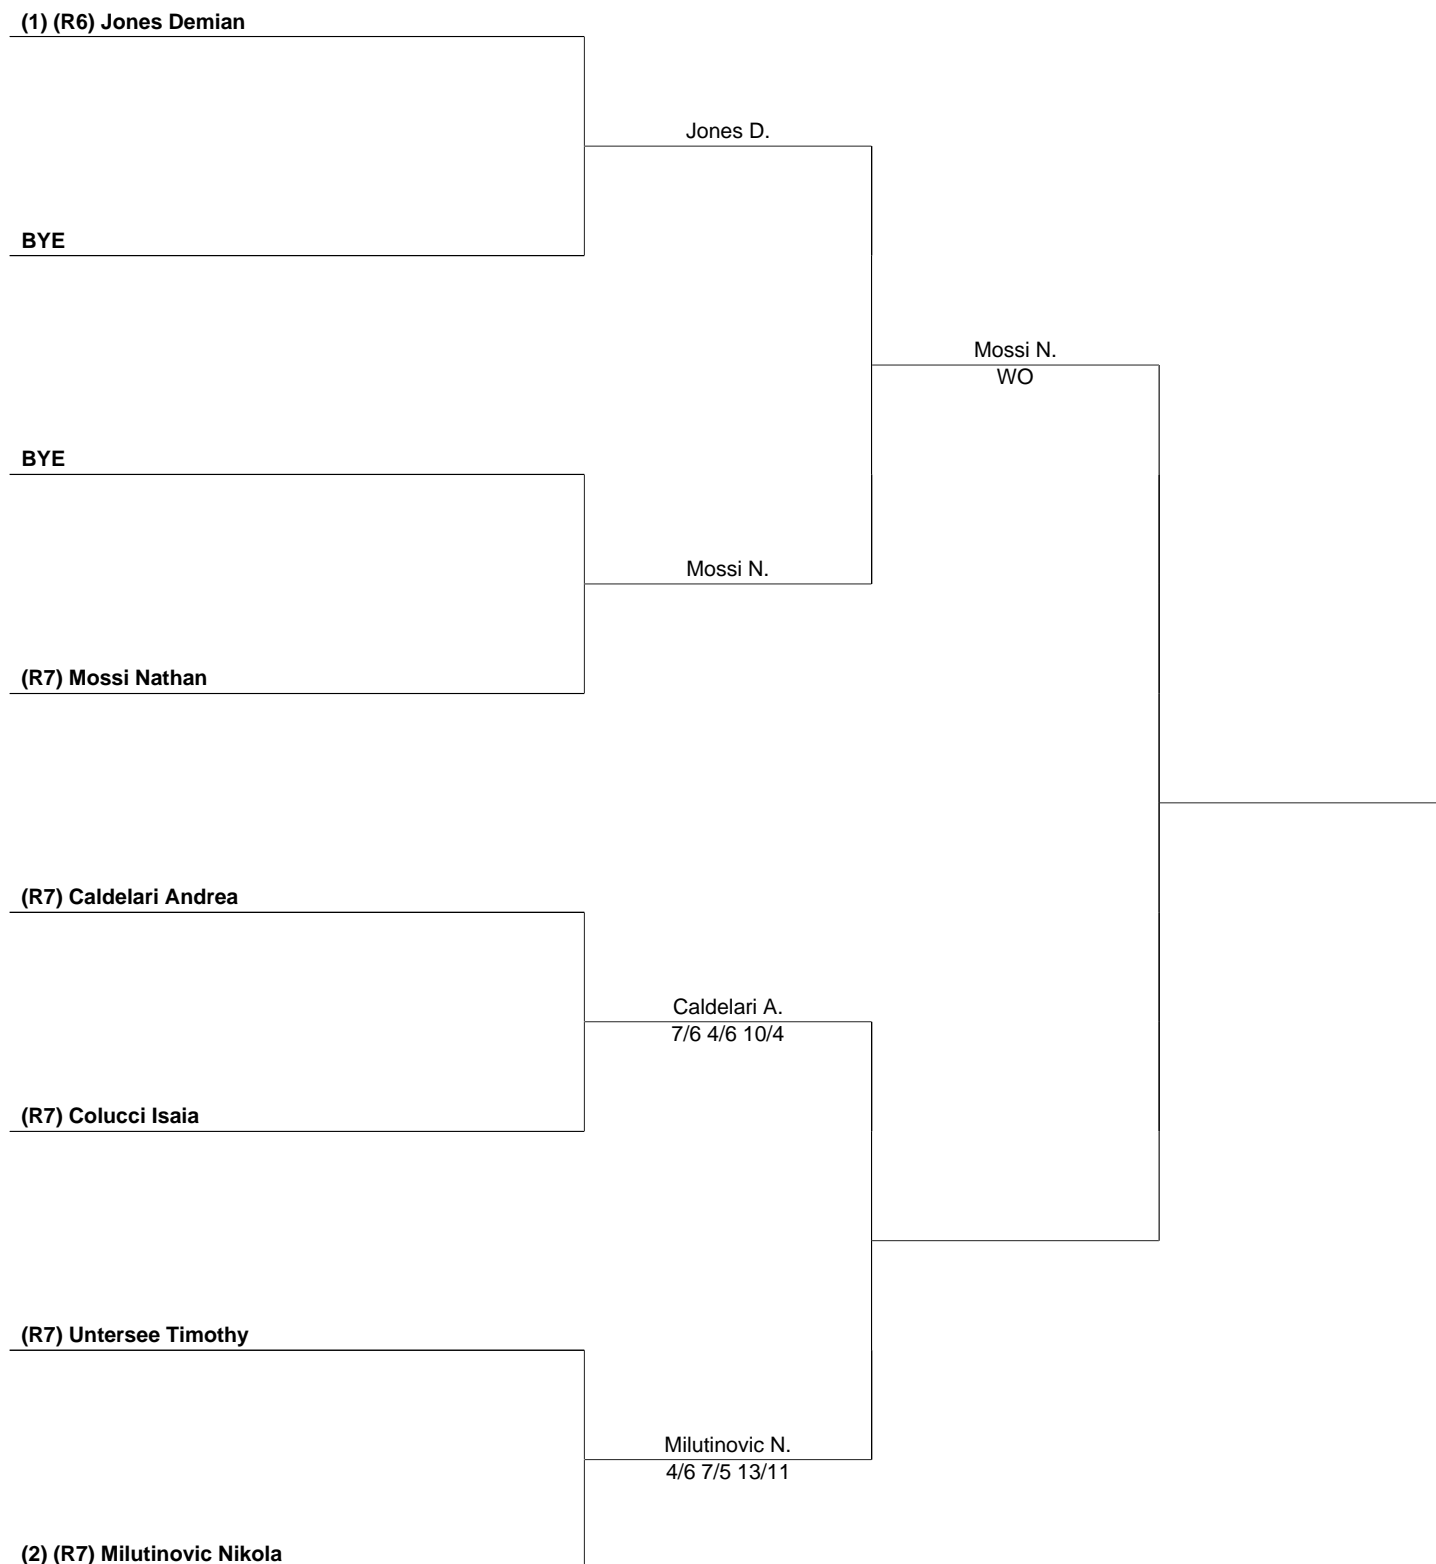 (1) (R6) Jones Demian
Jones D.
BYE
Mossi N.
WO
BYE
Mossi N.
(R7) Mossi Nathan
(R7) Caldelari Andrea
Caldelari A.
7/6 4/6 10/4
(R7) Colucci Isaia
(R7) Untersee Timothy
Milutinovic N.
4/6 7/5 13/11
(2) (R7) Milutinovic Nikola